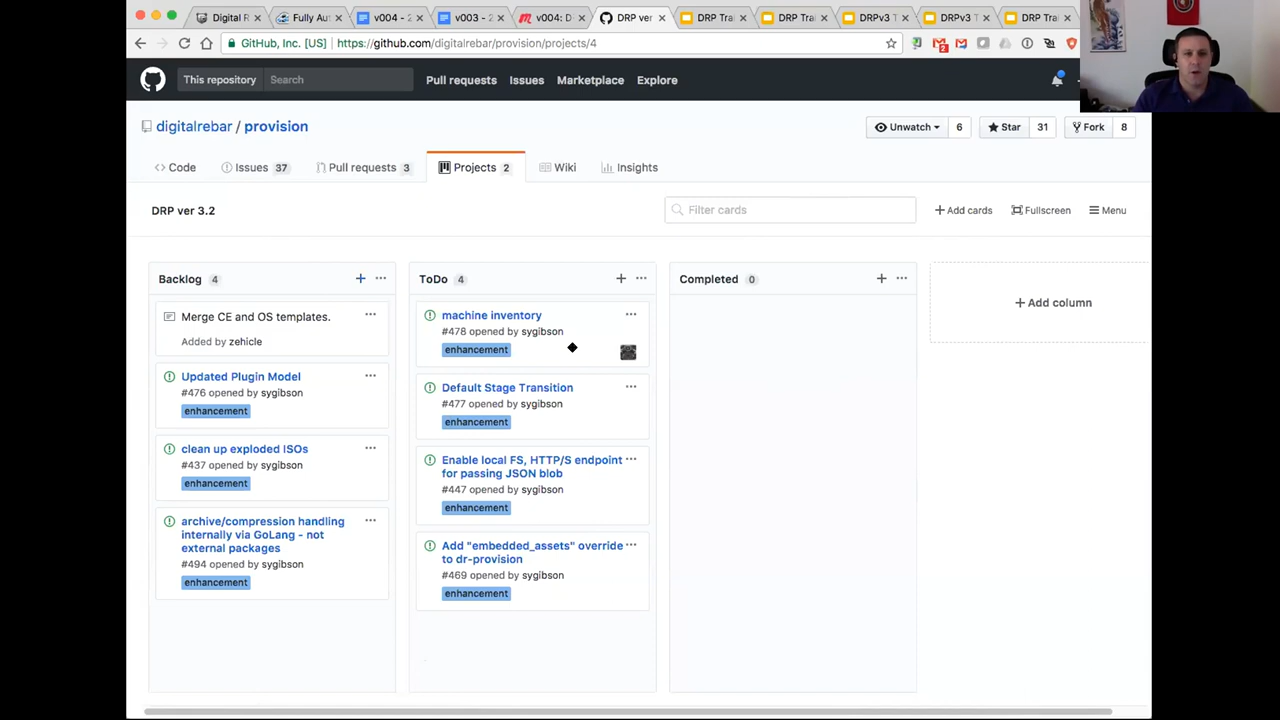 Digital R
Fully Au
v004 - 2
v003 - 2
v004: D
DRP ver
DRP Trai
DRP Trai
DRPv3 T
DRPv3 T
DRP Trai
GitHub, Inc. [US]
https://github.com/digitalrebar/provision/projects/4
2
This repository
Search
Pull requests
Issues
Marketplace
Explore
digitalrebar / provision
Unwatch
6
Star
31
Fork
8
Code
Issues 37
Pull requests 3
Projects 2
Wiki
Insights
DRP ver 3.2
Filter cards
Add cards
Fullscreen
Menu
Backlog 4
Merge CE and OS templates.
Added by zehicle
Updated Plugin Model
#476 opened by sygibson
enhancement
clean up exploded ISOs
#437 opened by sygibson
enhancement
archive/compression handling
internally via GoLang - not
external packages
#494 opened by sygibson
enhancement
ToDo 4
machine inventory
#478 opened by sygibson
enhancement
Default Stage Transition
#477 opened by sygibson
enhancement
Enable local FS, HTTP/S endpoint
for passing JSON blob
#447 opened by sygibson
enhancement
Add "embedded_assets" override
to dr-provision
#469 opened by sygibson
enhancement
Completed 0
Add column